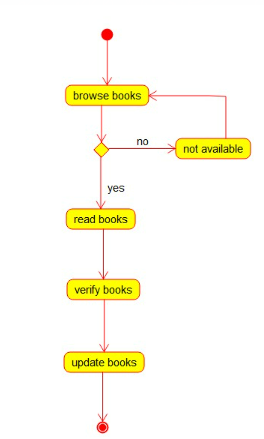 browse books
no
not available
yes
read books
verify books
update books